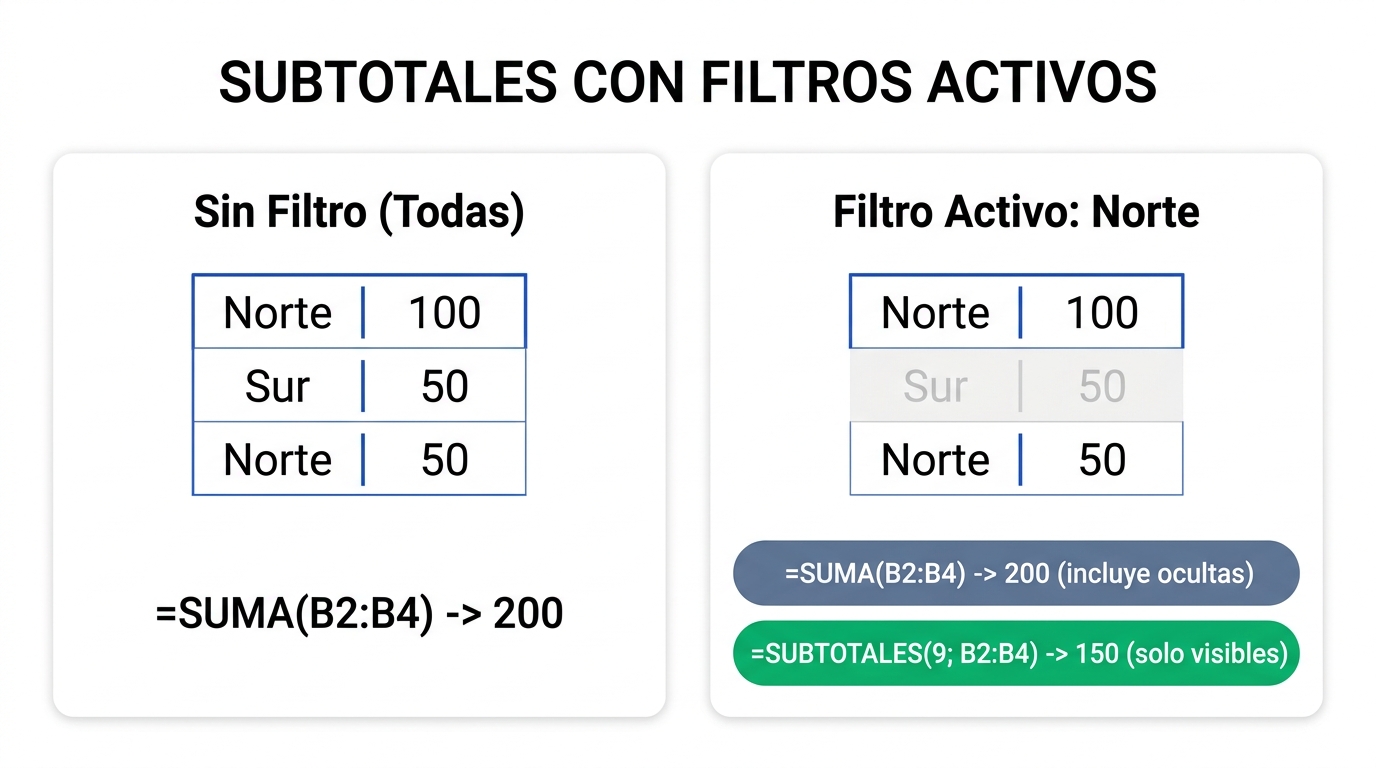 SUBTOTALES CON FILTROS ACTIVOS
Sin Filtro (Todas)
Norte | 100
Sur | 50
Norte | 50
=SUMA(B2:B4) -> 200
Filtro Activo: Norte
Norte | 100
Sur | 50
Norte | 50
=SUMA(B2:B4) -> 200 (incluye ocultas)
=SUBTOTALES(9; B2:B4) -> 150 (solo visibles)